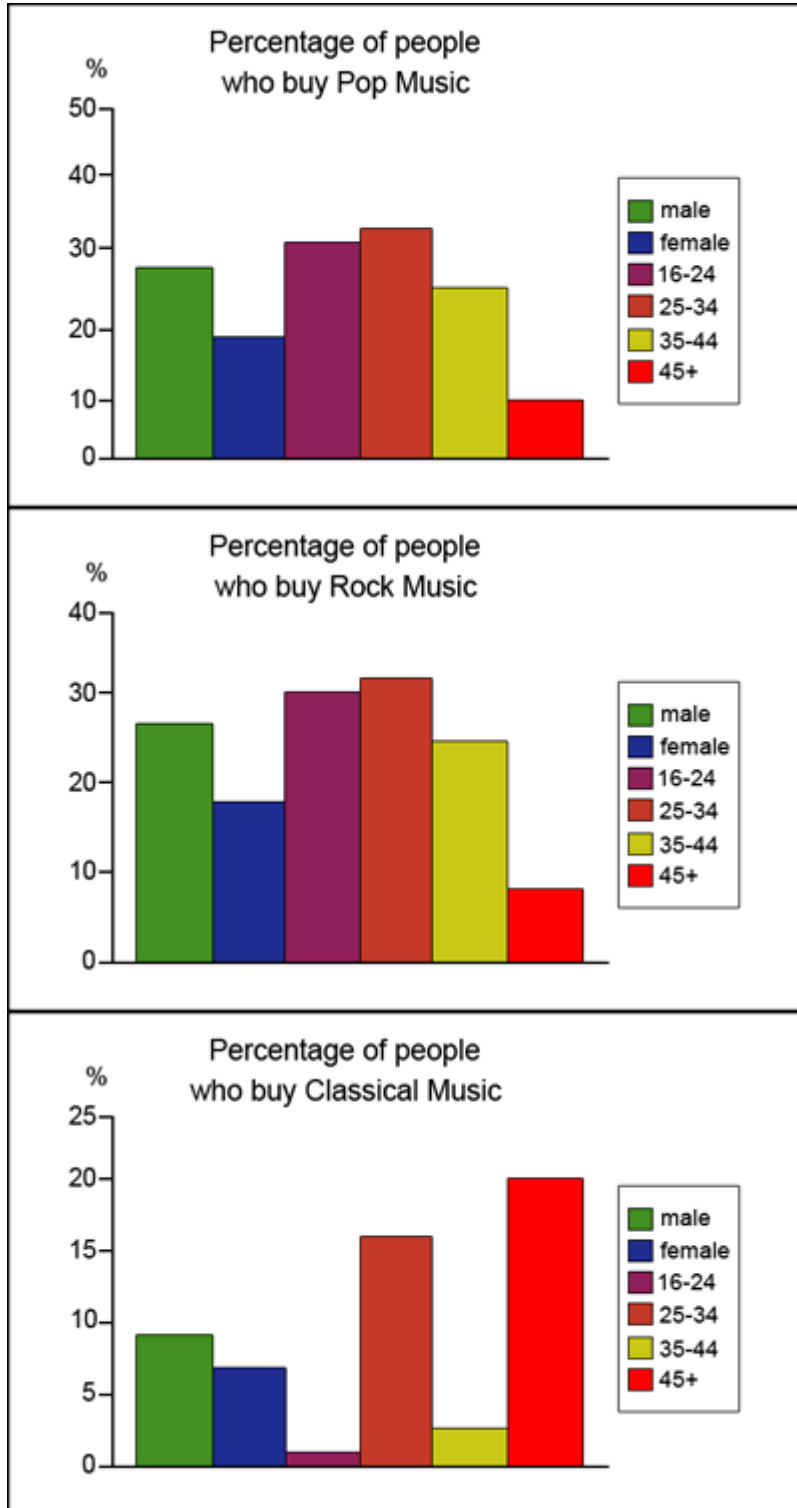 Percentage of people
who buy Pop Music
%
50
40
30
20
10
0
male
female
16-24
25-34
35-44
45+
Percentage of people
who buy Rock Music
%
40
30
20
10
0
male
female
16-24
25-34
35-44
45+
Percentage of people
who buy Classical Music
%
25
20
15
10
5
0
male
female
16-24
25-34
35-44
45+